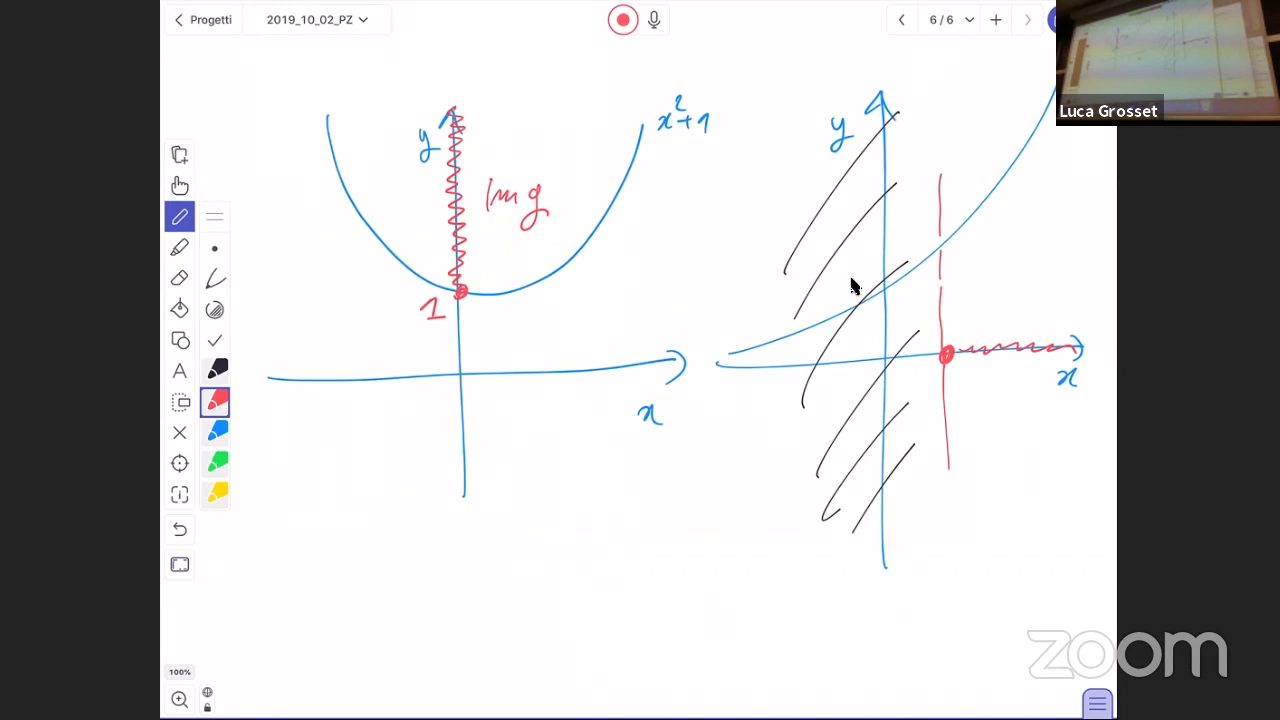 Progetti
2019_10_02_PZ
6/6
Luca Grosset
y
x²+1
Im g
1
x
y
x
100%
zoom